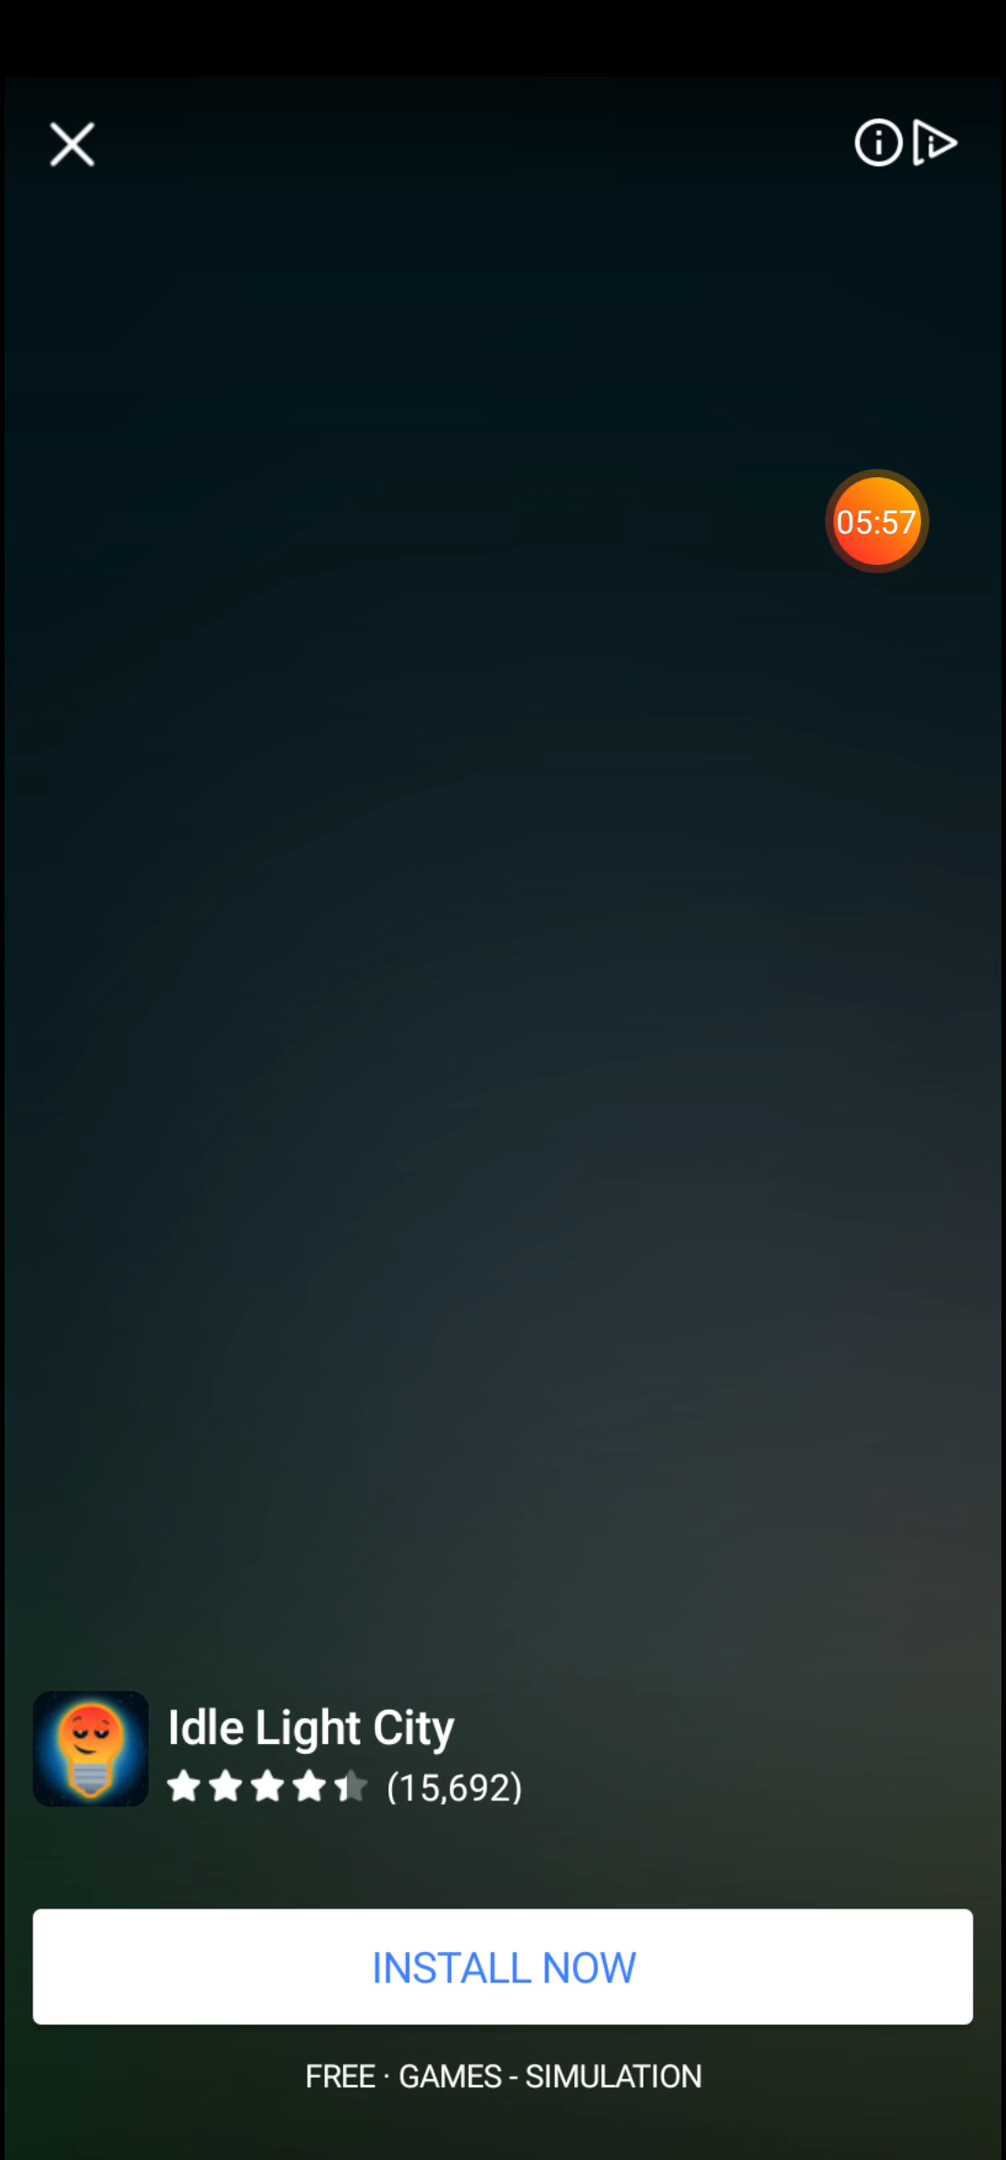 05:57
Idle Light City
(15,692)
INSTALL NOW
FREE · GAMES - SIMULATION